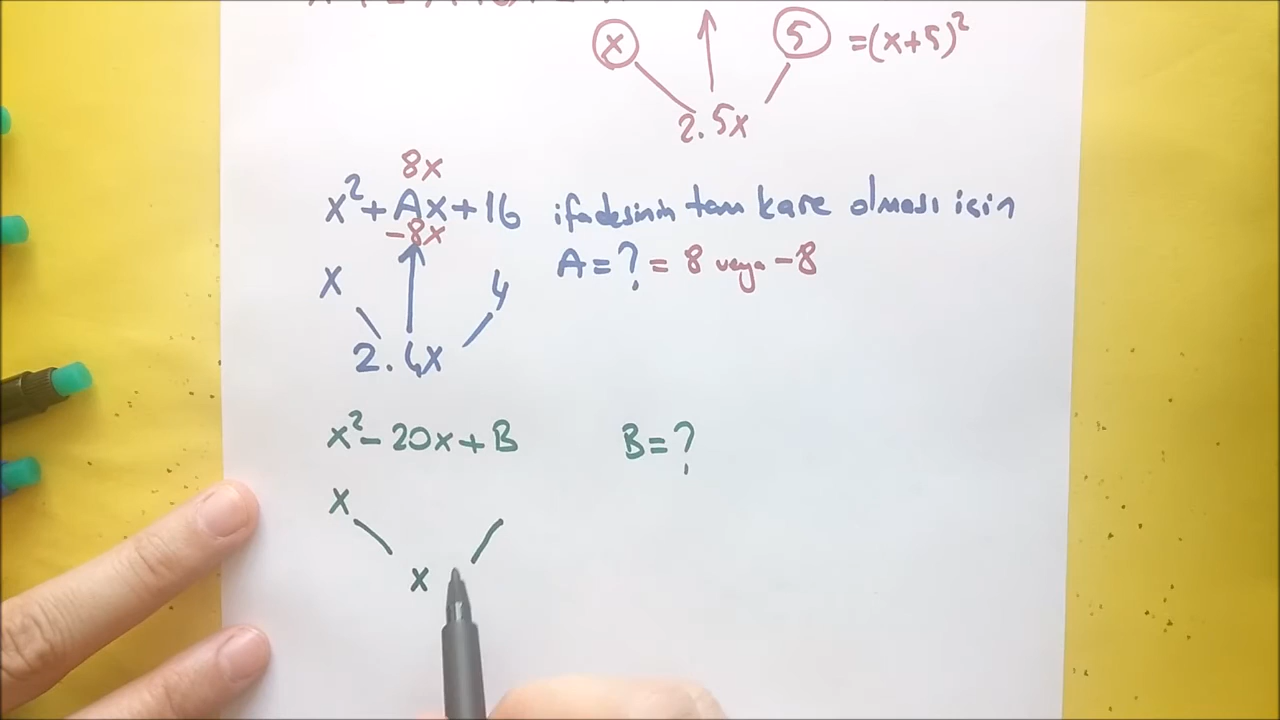 x 5 =(x+5)²
2.5x
8x
x²+Ax+16 ifadesinin tam kare olması için
-8x
A=?= 8 veya -8
x 4
2.4x
x²-20x+B B=?
x
x